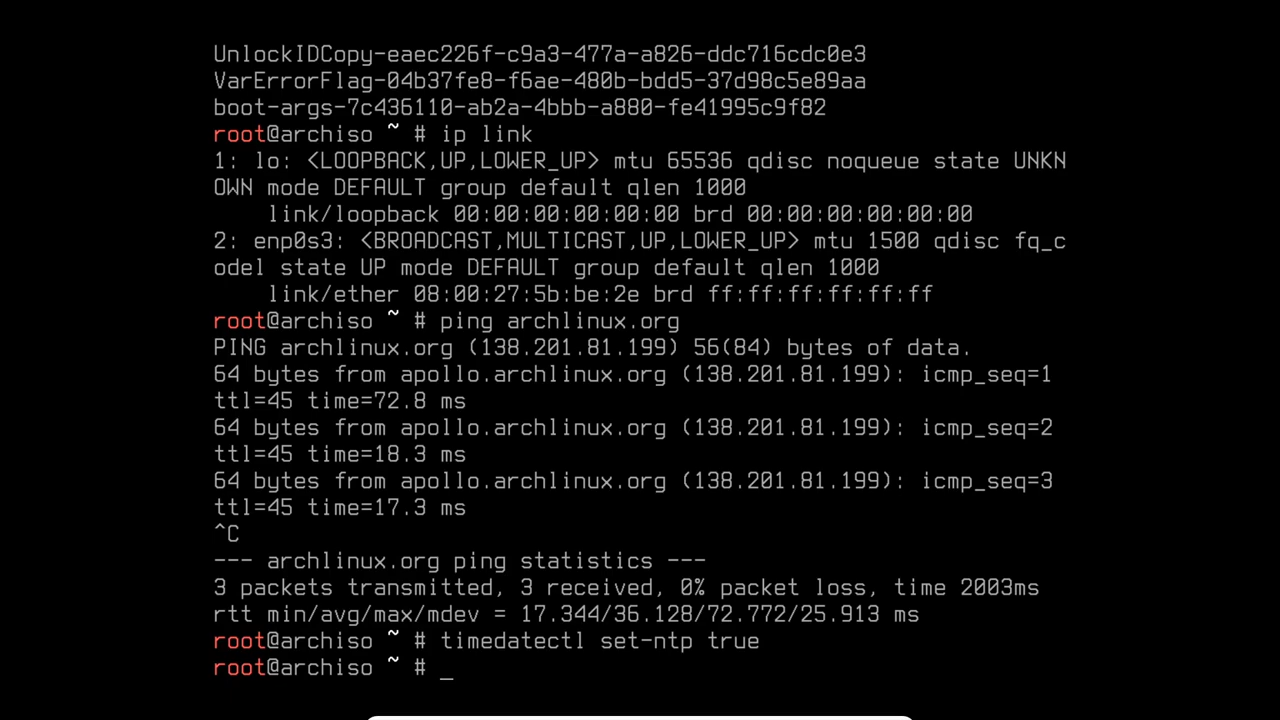 UnlockIDCopy-eaec226f-c9a3-477a-a826-ddc716cdc0e3
VarErrorFlag-04b37fe8-f6ae-480b-bdd5-37d98c5e89aa
boot-args-7c436110-ab2a-4bbb-a880-fe41995c9f82
root@archiso ~ # ip link
1: lo: <LOOPBACK,UP,LOWER_UP> mtu 65536 qdisc noqueue state UNKN
OWN mode DEFAULT group default qlen 1000
    link/loopback 00:00:00:00:00:00 brd 00:00:00:00:00:00
2: enp0s3: <BROADCAST,MULTICAST,UP,LOWER_UP> mtu 1500 qdisc fq_c
odel state UP mode DEFAULT group default qlen 1000
    link/ether 08:00:27:5b:be:2e brd ff:ff:ff:ff:ff:ff
root@archiso ~ # ping archlinux.org
PING archlinux.org (138.201.81.199) 56(84) bytes of data.
64 bytes from apollo.archlinux.org (138.201.81.199): icmp_seq=1
ttl=45 time=72.8 ms
64 bytes from apollo.archlinux.org (138.201.81.199): icmp_seq=2
ttl=45 time=18.3 ms
64 bytes from apollo.archlinux.org (138.201.81.199): icmp_seq=3
ttl=45 time=17.3 ms
^C
--- archlinux.org ping statistics ---
3 packets transmitted, 3 received, 0% packet loss, time 2003ms
rtt min/avg/max/mdev = 17.344/36.128/72.772/25.913 ms
root@archiso ~ # timedatectl set-ntp true
root@archiso ~ # _